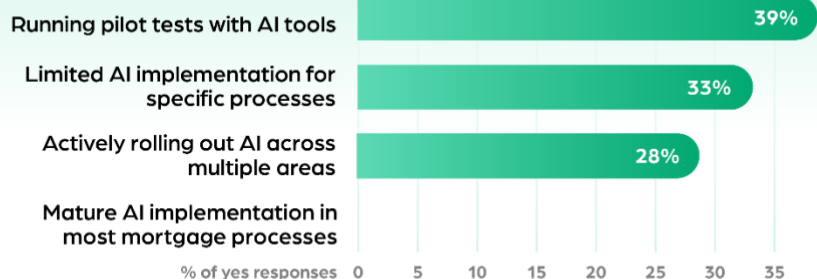 Running pilot tests with AI tools
39%
Limited AI implementation for
specific processes
33%
Actively rolling out AI across
multiple areas
28%
Mature AI implementation in
most mortgage processes
% of yes responses 0 5 10 15 20 25 30 35